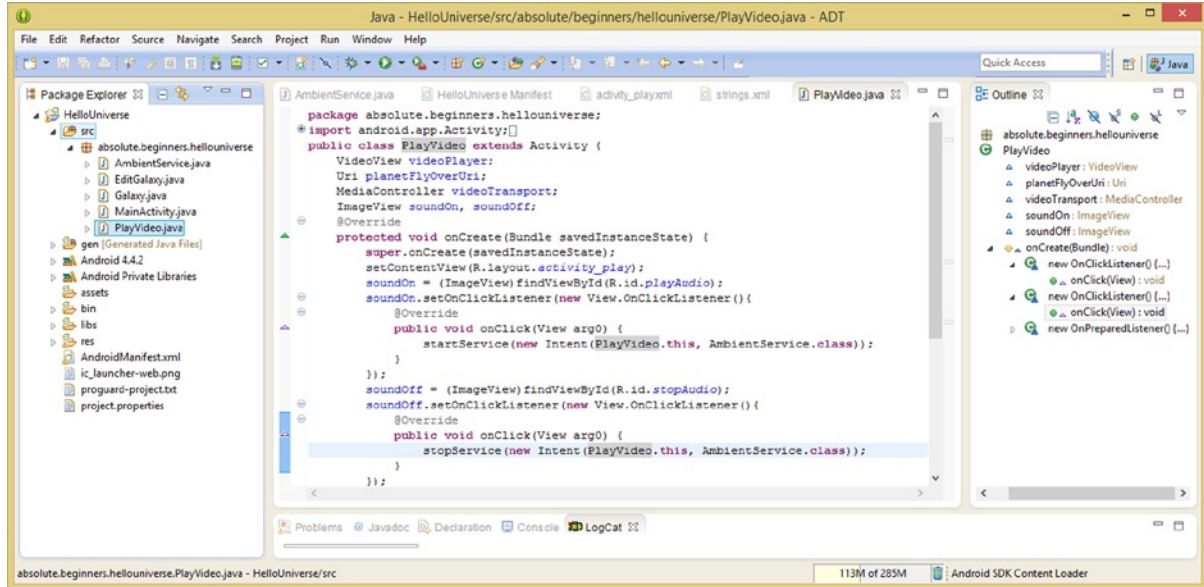 Java - HelloUniverse/src/absolute/beginners/hellouniverse/PlayVideo.java - ADT
File Edit Refactor Source Navigate Search Project Run Window Help
Quick Access
Java
Package Explorer
HelloUniverse
src
absolute.beginners.hellouniverse
AmbientService.java
EditGalaxy.java
Galaxy.java
MainActivity.java
PlayVideo.java
gen [Generated Java Files]
Android 4.4.2
Android Private Libraries
assets
bin
libs
res
AndroidManifest.xml
ic_launcher-web.png
proguard-project.txt
project.properties
AmbientService.java HelloUniverse Manifest activity_play.xml strings.xml PlayVideo.java
package absolute.beginners.hellouniverse;
import android.app.Activity;
public class PlayVideo extends Activity {
VideoView videoPlayer;
Uri planetFlyOverUri;
MediaController videoTransport;
ImageView soundOn, soundOff;
@Override
protected void onCreate(Bundle savedInstanceState) {
super.onCreate(savedInstanceState);
setContentView(R.layout.activity_play);
soundOn = (ImageView)findViewById(R.id.playAudio);
soundOn.setOnClickListener(new View.OnClickListener(){
@Override
public void onClick(View arg0) {
startService(new Intent(PlayVideo.this, AmbientService.class));
}
});
soundOff = (ImageView)findViewById(R.id.stopAudio);
soundOff.setOnClickListener(new View.OnClickListener(){
@Override
public void onClick(View arg0) {
stopService(new Intent(PlayVideo.this, AmbientService.class));
}
});
Outline
absolute.beginners.hellouniverse
PlayVideo
videoPlayer : VideoView
planetFlyOverUri : Uri
videoTransport : MediaController
soundOn : ImageView
soundOff : ImageView
onCreate(Bundle) : void
new OnClickListener() {...}
onClick(View) : void
new OnClickListener() {...}
onClick(View) : void
new OnPreparedListener() {...}
Problems Javadoc Declaration Console LogCat
absolute.beginners.hellouniverse.PlayVideo.java - HelloUniverse/src
113M of 285M
Android SDK Content Loader